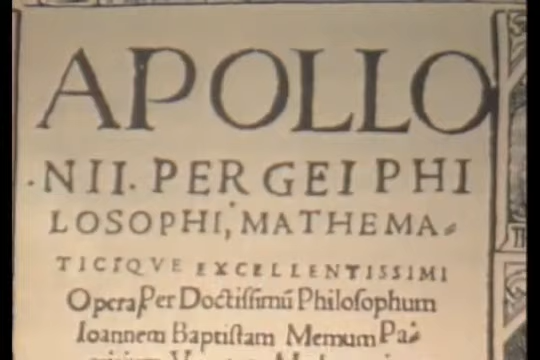 APOLLO
·NII· PERGEI PHI
LOSOPHI, MATHEMA⸗
TICIQVE EXCELLENTISSIMI
Opera, Per Doctiſſimū Philoſophum
Ioannem Baptiſtam Memum Pa⸗